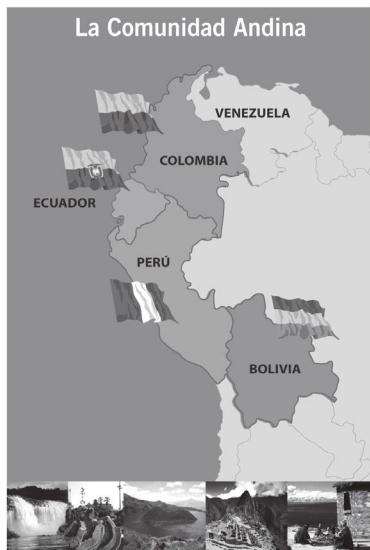 La Comunidad Andina
VENEZUELA
COLOMBIA
ECUADOR
PERÚ
BOLIVIA